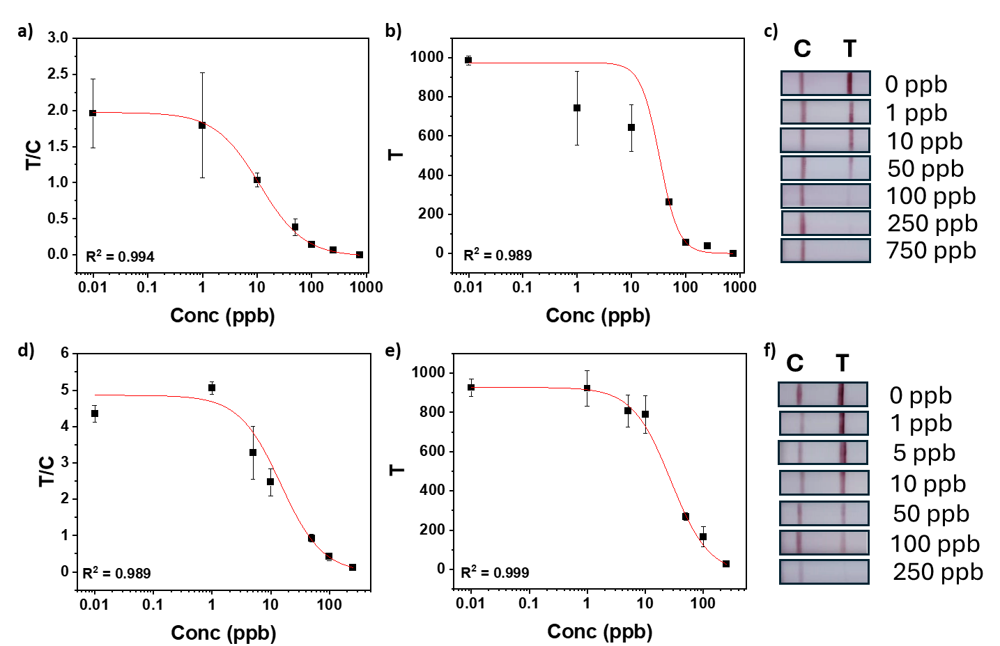 a)
3.0
2.5
2.0
1.5
1.0
0.5
0.0
T/C
R² = 0.994
0.01 0.1 1 10 100 1000
Conc (ppb)
b)
1000
800
600
400
200
0
T
R² = 0.989
0.01 0.1 1 10 100 1000
Conc (ppb)
c)
C T
0 ppb
1 ppb
10 ppb
50 ppb
100 ppb
250 ppb
750 ppb
d)
6
5
4
3
2
1
0
T/C
R² = 0.989
0.01 0.1 1 10 100
Conc (ppb)
e)
1000
800
600
400
200
0
T
R² = 0.999
0.01 0.1 1 10 100
Conc (ppb)
f)
C T
0 ppb
1 ppb
5 ppb
10 ppb
50 ppb
100 ppb
250 ppb